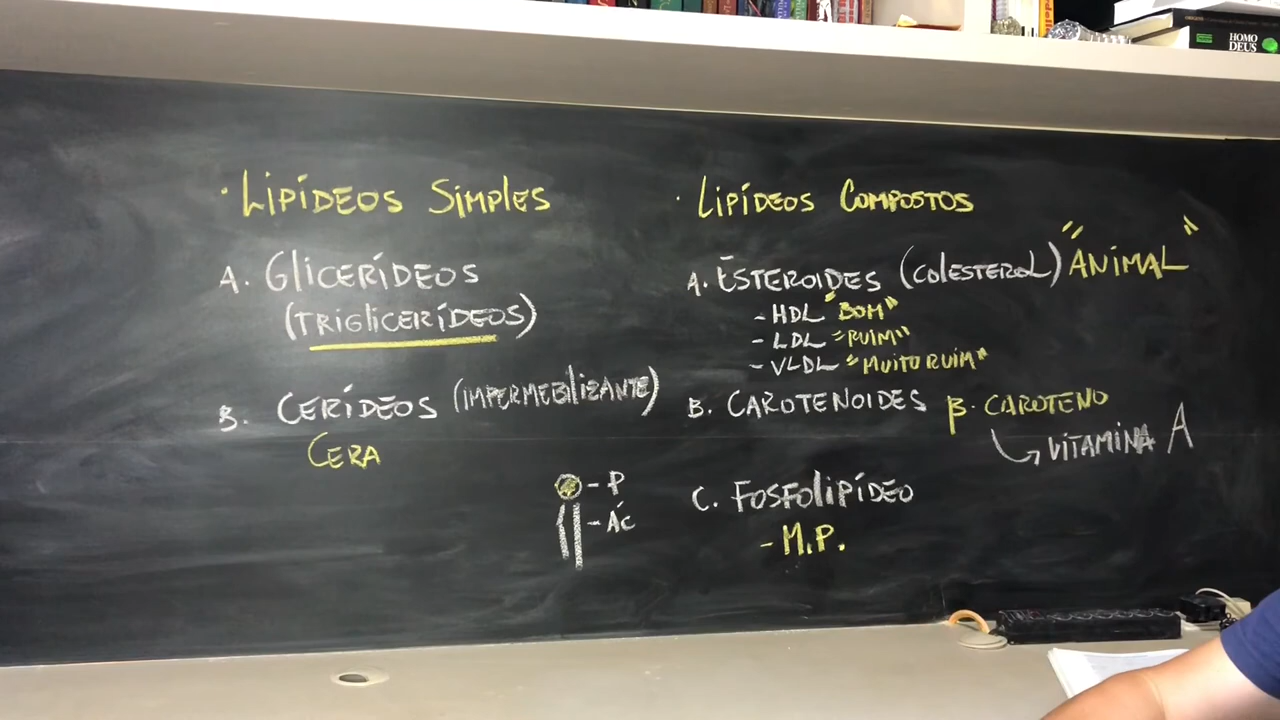 HOMO
DEUS
· LIPÍDEOS SIMPLES
A. GLICERÍDEOS
(TRIGLICERÍDEOS)
B. CERÍDEOS (IMPERMEBILIZANTE)
CERA
- P
- ÁC
· LIPÍDEOS COMPOSTOS
A. ESTEROIDES (COLESTEROL) "ANIMAL"
- HDL "BOM"
- LDL "RUIM"
- VLDL "MUITO RUIM"
B. CAROTENOIDES β. CAROTENO
VITAMINA A
C. FOSFOLIPÍDEO
- M.P.